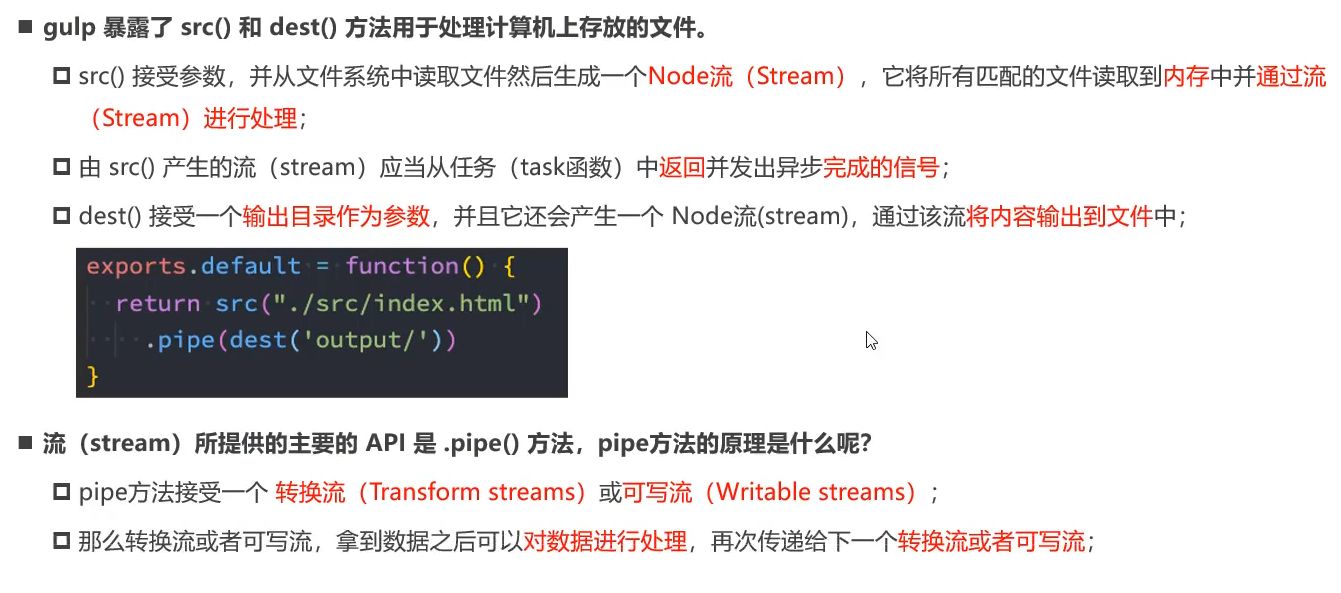 gulp 暴露了 src() 和 dest() 方法用于处理计算机上存放的文件。
src() 接受参数，并从文件系统中读取文件然后生成一个Node流（Stream），它将所有匹配的文件读取到内存中并通过流
（Stream）进行处理；
由 src() 产生的流（stream）应当从任务（task函数）中返回并发出异步完成的信号；
dest() 接受一个输出目录作为参数，并且它还会产生一个 Node流(stream)，通过该流将内容输出到文件中；
exports.default = function() {
return src("./src/index.html")
.pipe(dest('output/'))
}
流（stream）所提供的主要的 API 是 .pipe() 方法，pipe方法的原理是什么呢？
pipe方法接受一个 转换流（Transform streams）或可写流（Writable streams）；
那么转换流或者可写流，拿到数据之后可以对数据进行处理，再次传递给下一个转换流或者可写流；